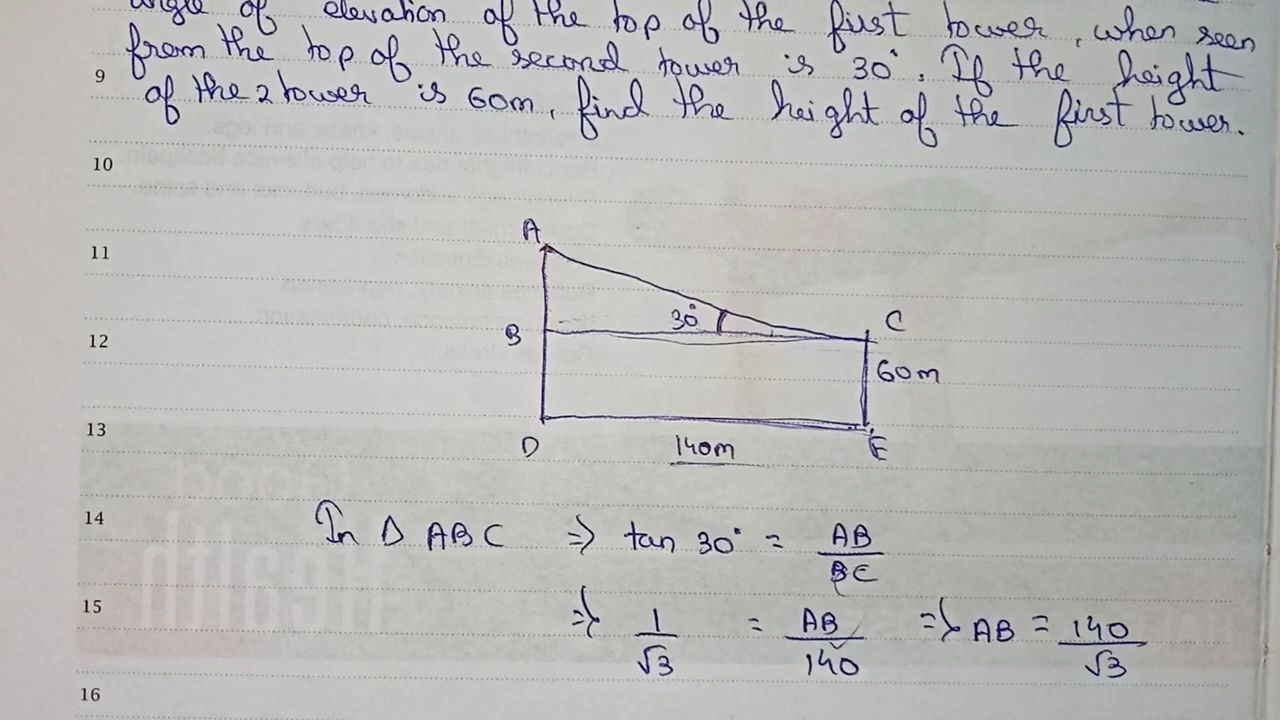 angle of elevation of the top of the first tower, when seen
from the top of the second tower is 30°. If the height
9
of the 2 tower is 60m, find the height of the first tower.
10
A
11
30°
C
B
12
60m
13
D
140m
E
14
In Δ ABC ⇒ tan 30° = AB/BC
15
⇒ 1/√3 = AB/140 ⇒ AB = 140/√3
16